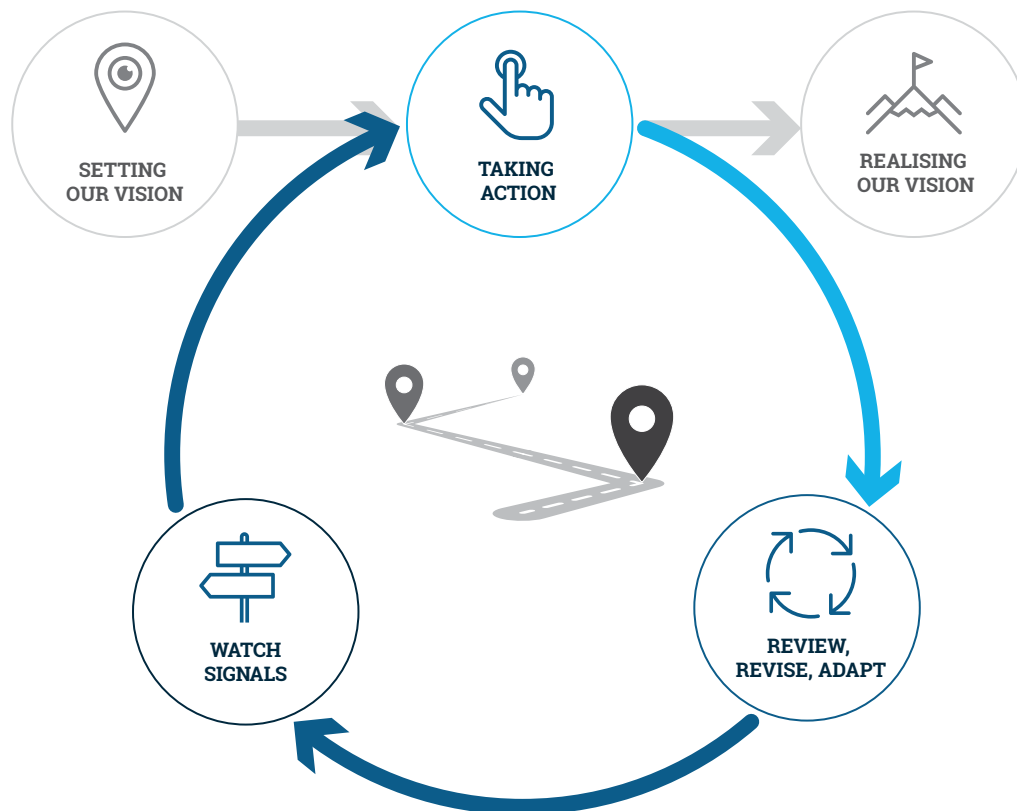 SETTING
OUR VISION
TAKING
ACTION
REALISING
OUR VISION
WATCH
SIGNALS
REVIEW,
REVISE, ADAPT